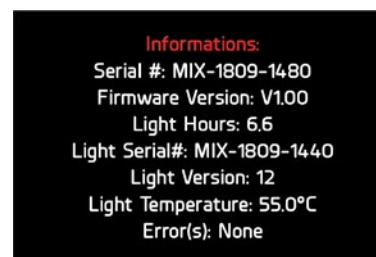 Informations:
Serial #: MIX-1809-1480
Firmware Version: V1.00
Light Hours: 6.6
Light Serial#: MIX-1809-1440
Light Version: 12
Light Temperature: 55.0°C
Error(s): None